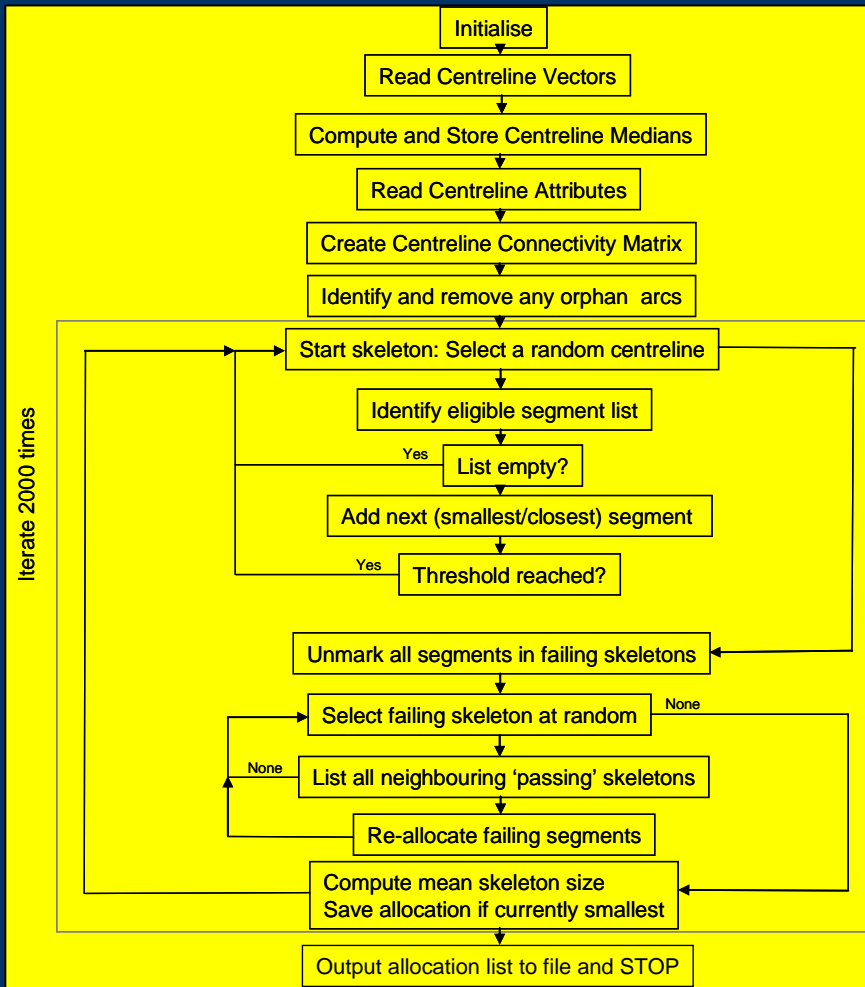 Initialise
Read Centreline Vectors
Compute and Store Centreline Medians
Read Centreline Attributes
Create Centreline Connectivity Matrix
Identify and remove any orphan arcs
Start skeleton: Select a random centreline
Identify eligible segment list
Yes
List empty?
Add next (smallest/closest) segment
Yes
Threshold reached?
Iterate 2000 times
Unmark all segments in failing skeletons
Select failing skeleton at random
None
None
List all neighbouring ‘passing’ skeletons
Re-allocate failing segments
Compute mean skeleton size
Save allocation if currently smallest
Output allocation list to file and STOP